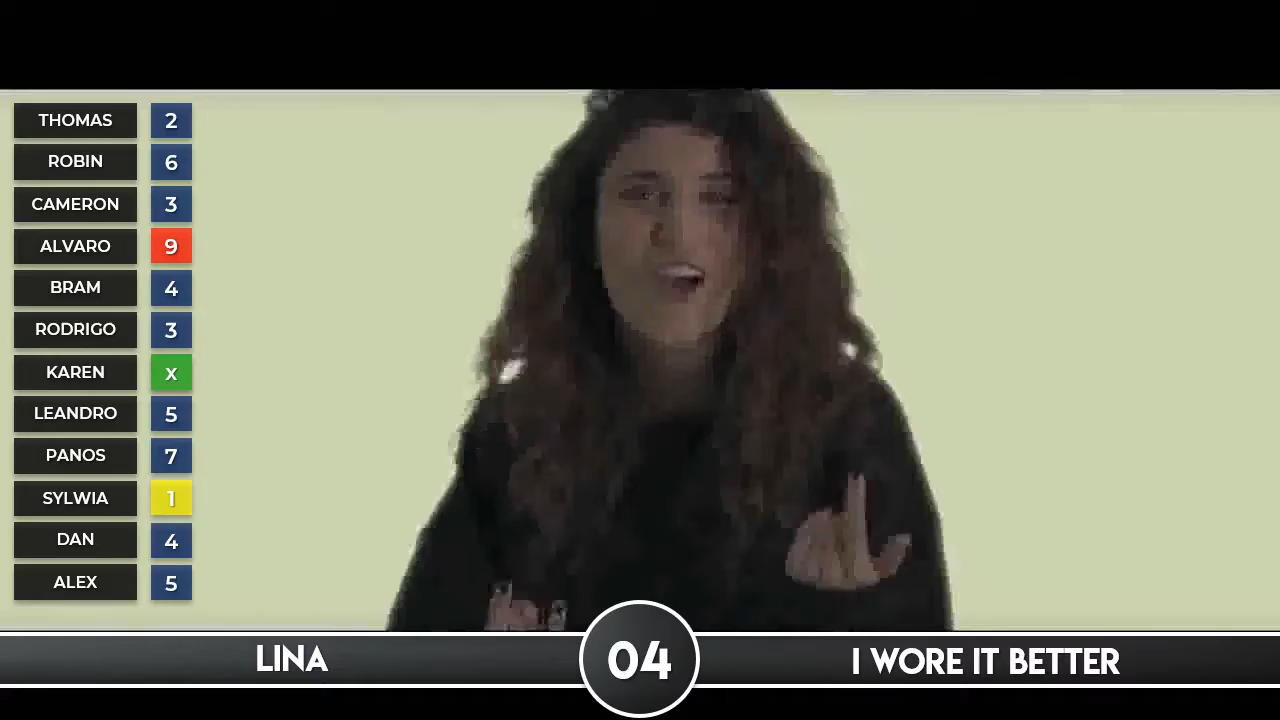 THOMAS 2
ROBIN 6
CAMERON 3
ALVARO 9
BRAM 4
RODRIGO 3
KAREN X
LEANDRO 5
PANOS 7
SYLWIA 1
DAN 4
ALEX 5
LINA 04 I WORE IT BETTER